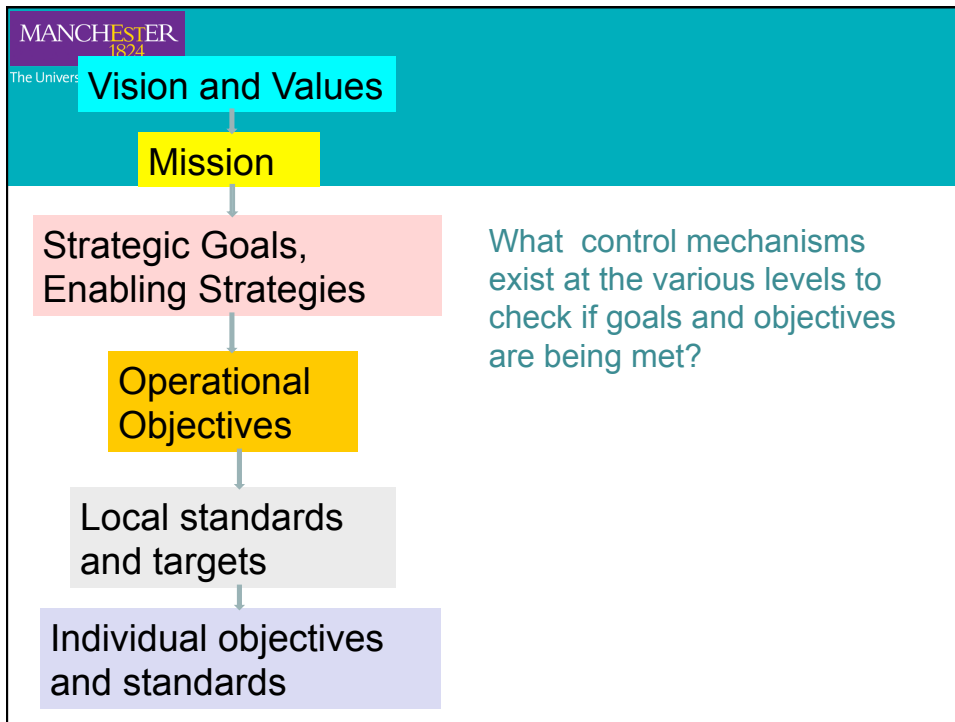 MANCHESTER
1824
The Univers
Vision and Values
Mission
Strategic Goals,
Enabling Strategies
Operational
Objectives
Local standards
and targets
Individual objectives
and standards
What control mechanisms
exist at the various levels to
check if goals and objectives
are being met?